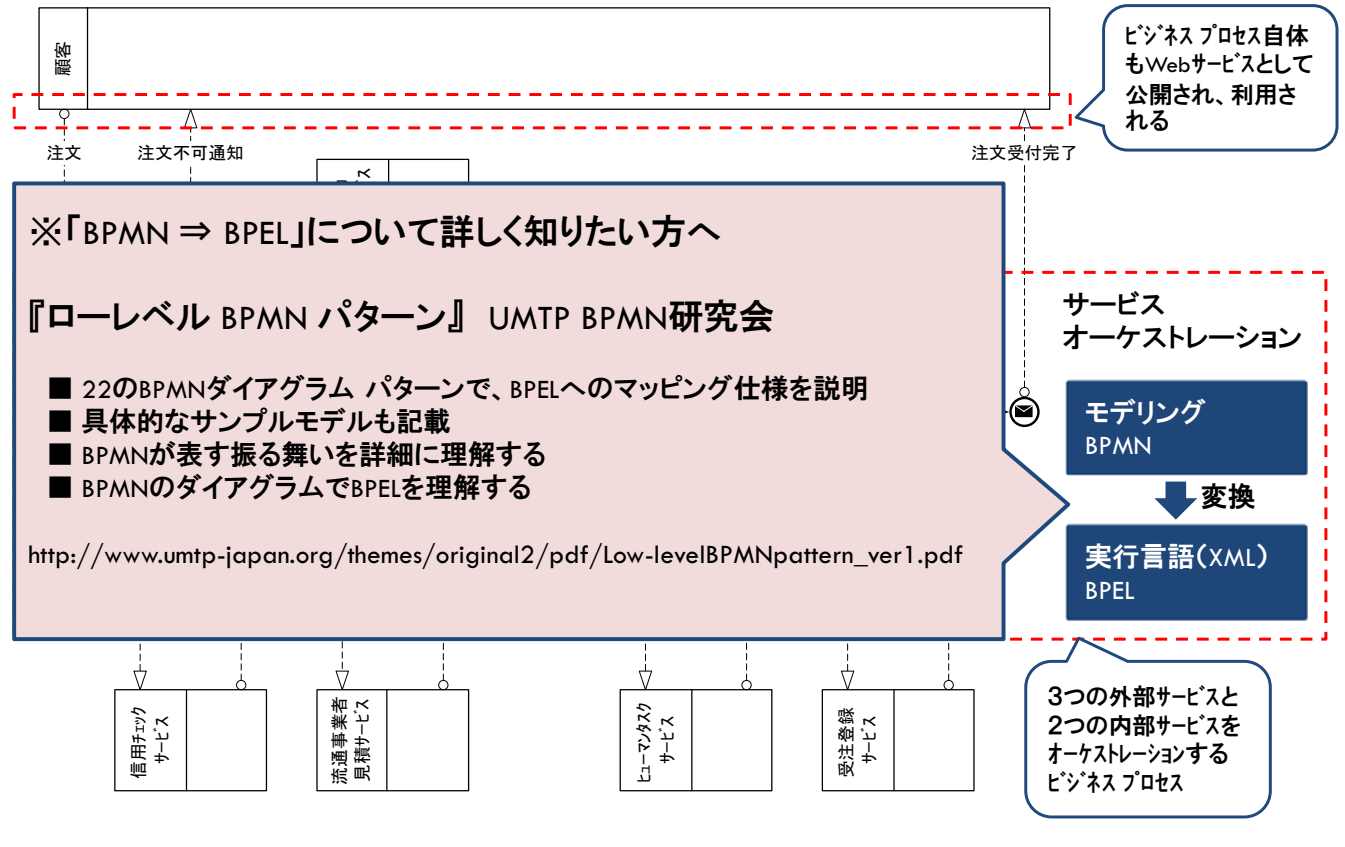 顧客
ビジネス プロセス自体
もWebサービスとして
公開され、利用さ
れる
注文
注文不可通知
注文受付完了
ス
※「BPMN ⇒ BPEL」について詳しく知りたい方へ
『ローレベル BPMN パターン』 UMTP BPMN研究会
■ 22のBPMNダイアグラム パターンで、BPELへのマッピング仕様を説明
■ 具体的なサンプルモデルも記載
■ BPMNが表す振る舞いを詳細に理解する
■ BPMNのダイアグラムでBPELを理解する
http://www.umtp-japan.org/themes/original2/pdf/Low-levelBPMNpattern_ver1.pdf
サービス
オーケストレーション
モデリング
BPMN
変換
実行言語(XML)
BPEL
信用チェック
サービス
流通事業者
見積サービス
ヒューマンタスク
サービス
受注登録
サービス
3つの外部サービスと
2つの内部サービスを
オーケストレーションする
ビジネス プロセス